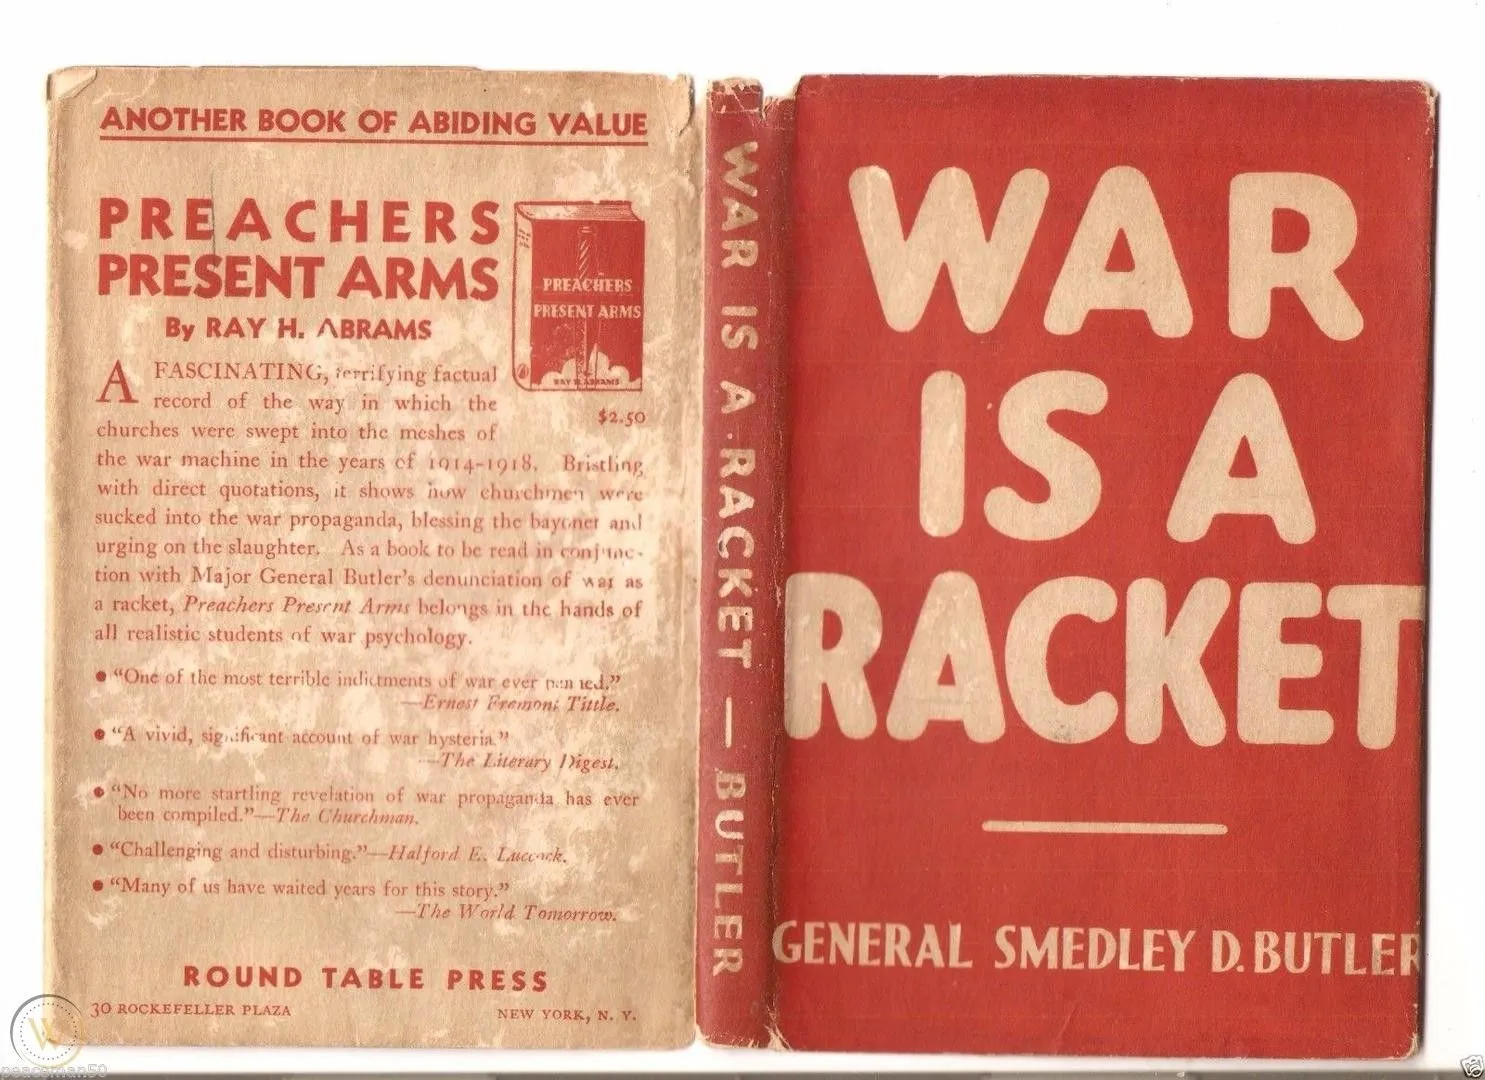 ANOTHER BOOK OF ABIDING VALUE
PREACHERS
PRESENT ARMS
By RAY H. ABRAMS
PREACHERS
PRESENT ARMS
RAY H. ABRAMS
$2.50
A FASCINATING, terrifying factual
record of the way in which the
churches were swept into the meshes of
the war machine in the years of 1914-1918. Bristling
with direct quotations, it shows how churchmen were
sucked into the war propaganda, blessing the bayonet and
urging on the slaughter. As a book to be read in conjunc-
tion with Major General Butler's denunciation of war as
a racket, Preachers Present Arms belongs in the hands of
all realistic students of war psychology.
• "One of the most terrible indictments of war ever penned."
—Ernest Fremont Tittle.
• "A vivid, significant account of war hysteria."
—The Literary Digest.
• "No more startling revelation of war propaganda has ever
been compiled."—The Churchman.
• "Challenging and disturbing."—Halford E. Luccock.
• "Many of us have waited years for this story."
—The World Tomorrow.
ROUND TABLE PRESS
30 ROCKEFELLER PLAZA NEW YORK, N. Y.
WAR IS A RACKET — BUTLER
WAR
IS A
RACKET
GENERAL SMEDLEY D. BUTLER
W
peaceman50